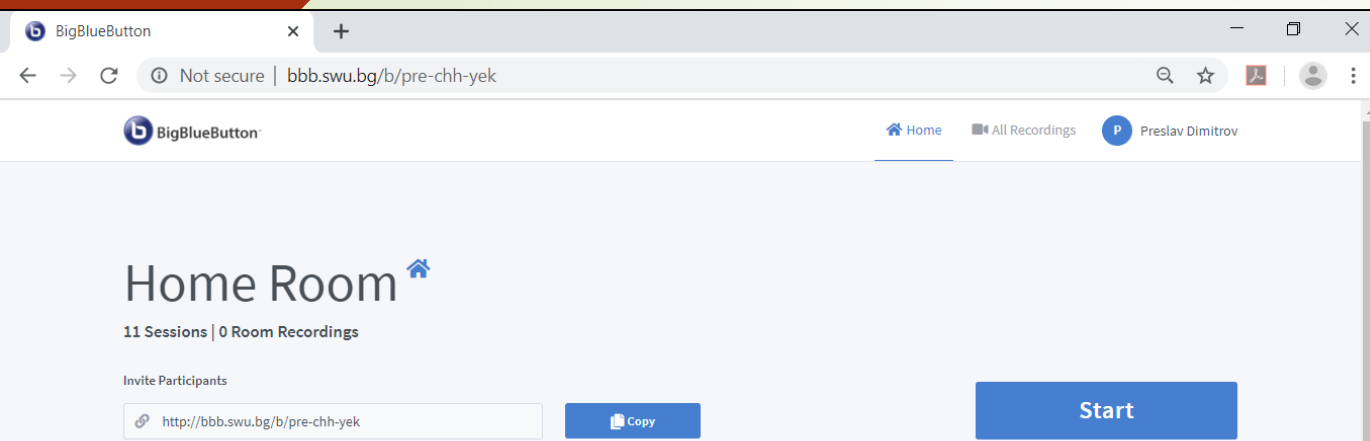 BigBlueButton
Not secure | bbb.swu.bg/b/pre-chh-yek
BigBlueButton
Home
All Recordings
P
Preslav Dimitrov
Home Room
11 Sessions | 0 Room Recordings
Invite Participants
http://bbb.swu.bg/b/pre-chh-yek
Copy
Start